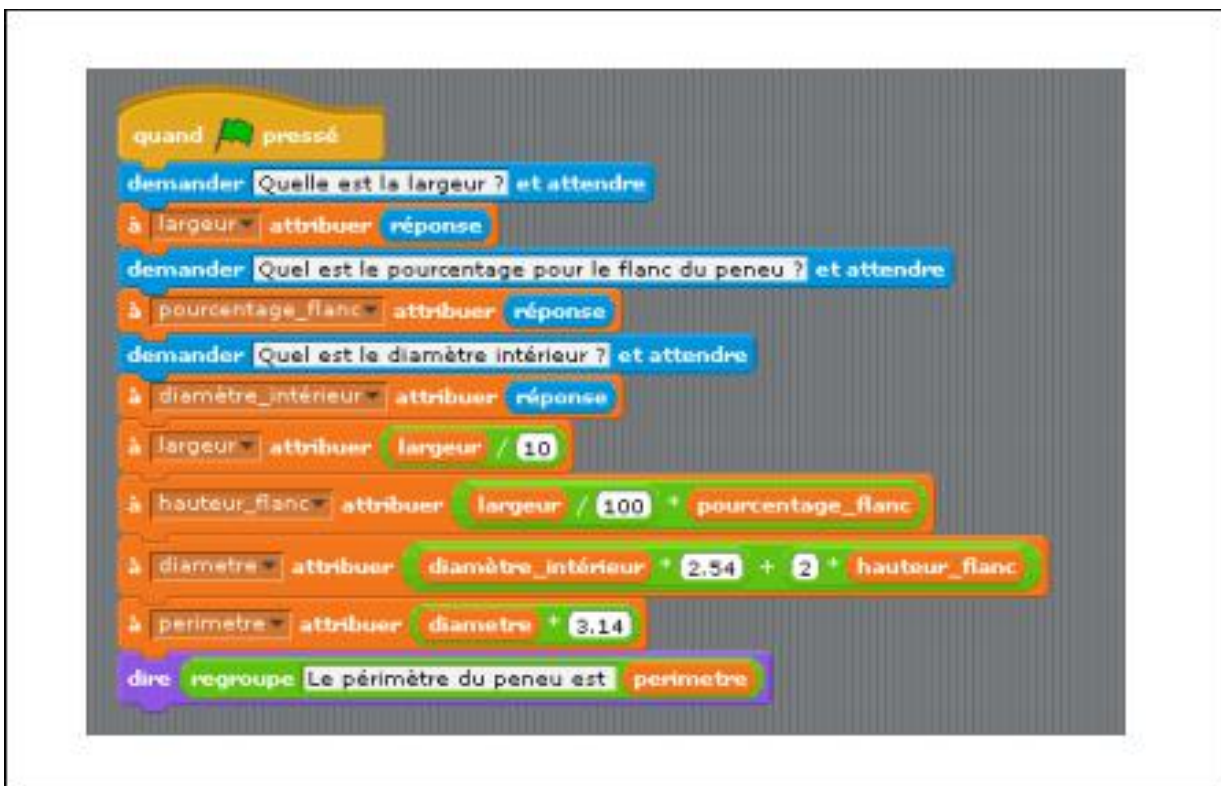 quand pressé
demander Quelle est la largeur ? et attendre
à largeur attribuer réponse
demander Quel est le pourcentage pour le flanc du peneu ? et attendre
à pourcentage_flanc attribuer réponse
demander Quel est le diamètre intérieur ? et attendre
à diamètre_intérieur attribuer réponse
à largeur attribuer largeur / 10
à hauteur_flanc attribuer largeur / 100 * pourcentage_flanc
à diametre attribuer diamètre_intérieur * 2.54 + 2 * hauteur_flanc
à perimetre attribuer diametre * 3.14
dire regroupe Le périmètre du peneu est perimetre